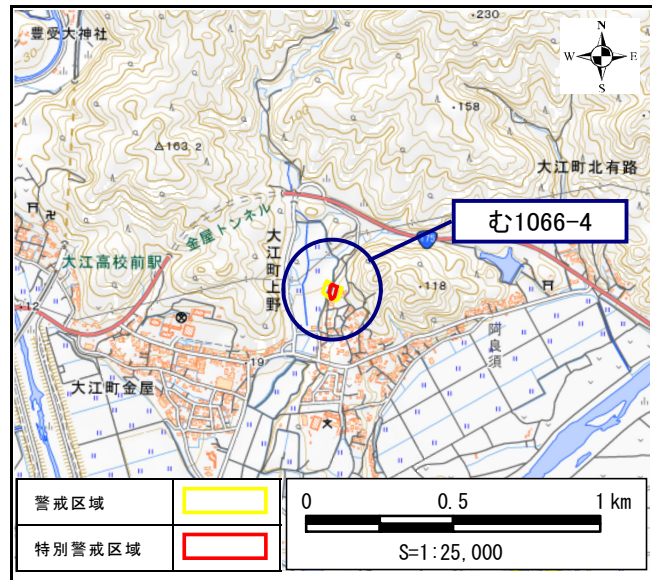 豊受大神社
・230
30
N
W
E
S
・158
△163.2
大江町北有路
金屋トンネル
む1066-4
175
大江高校前駅
大江町上野
・118
12
阿良須
19
大江町金屋
警戒区域
特別警戒区域
0 0.5 1km
S=1:25,000